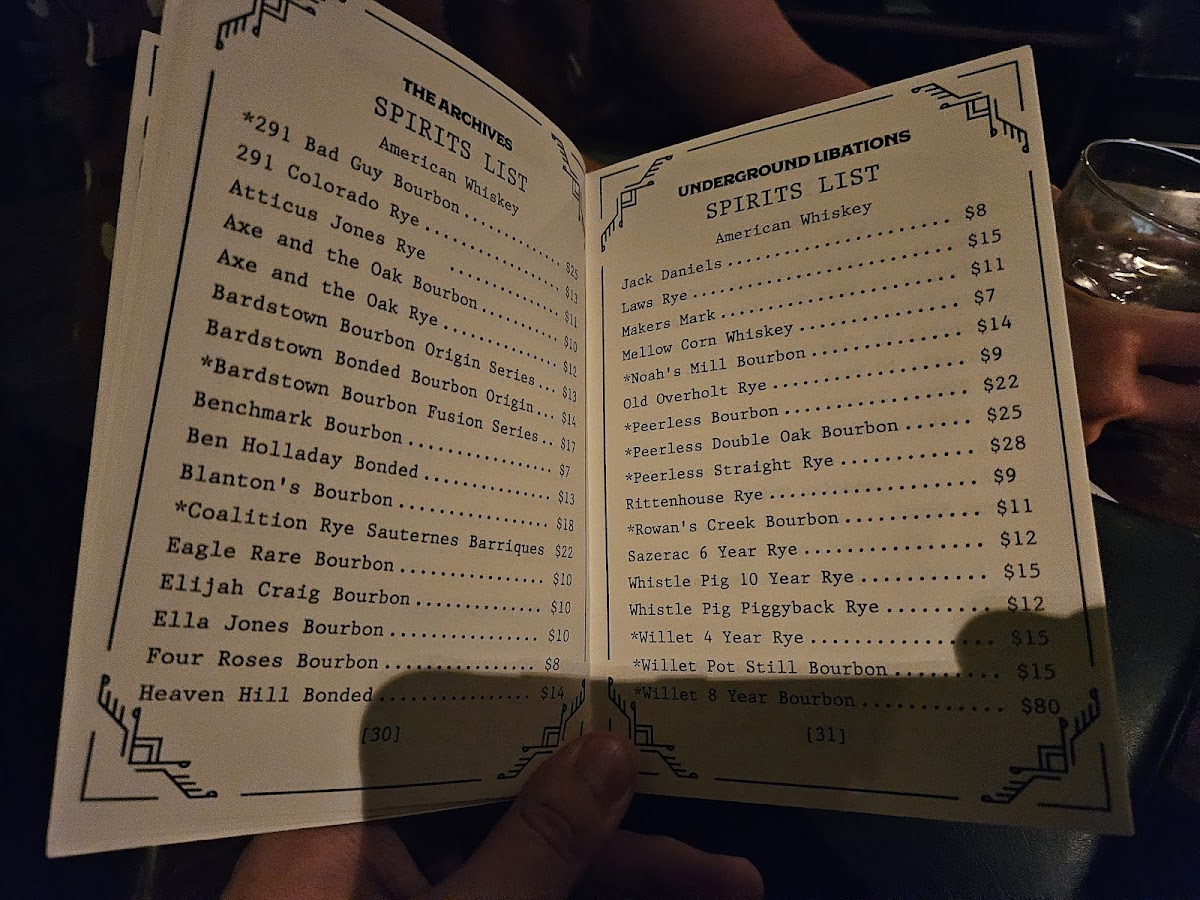 THE ARCHIVES
SPIRITS LIST
American Whiskey
*291 Bad Guy Bourbon............. $25
291 Colorado Rye................. $13
Atticus Jones Rye ............. $11
Axe and the Oak Bourbon.......... $10
Axe and the Oak Rye.............. $12
Bardstown Bourbon Origin Series... $13
Bardstown Bonded Bourbon Origin... $14
*Bardstown Bourbon Fusion Series.. $17
Benchmark Bourbon................ $7
Ben Holladay Bonded.............. $13
Blanton's Bourbon................ $18
*Coalition Rye Sauternes Barriques $22
Eagle Rare Bourbon............... $10
Elijah Craig Bourbon............. $10
Ella Jones Bourbon............... $10
Four Roses Bourbon............... $8
Heaven Hill Bonded............... $14
[30]
UNDERGROUND LIBATIONS
SPIRITS LIST
American Whiskey
Jack Daniels.................... $8
Laws Rye........................ $15
Makers Mark..................... $11
Mellow Corn Whiskey............. $7
*Noah's Mill Bourbon............ $14
Old Overholt Rye................ $9
*Peerless Bourbon............... $22
*Peerless Double Oak Bourbon...... $25
*Peerless Straight Rye........... $28
Rittenhouse Rye................. $9
*Rowan's Creek Bourbon........... $11
Sazerac 6 Year Rye............... $12
Whistle Pig 10 Year Rye........... $15
Whistle Pig Piggyback Rye......... $12
*Willet 4 Year Rye............... $15
*Willet Pot Still Bourbon......... $15
*Willet 8 Year Bourbon............ $80
[31]